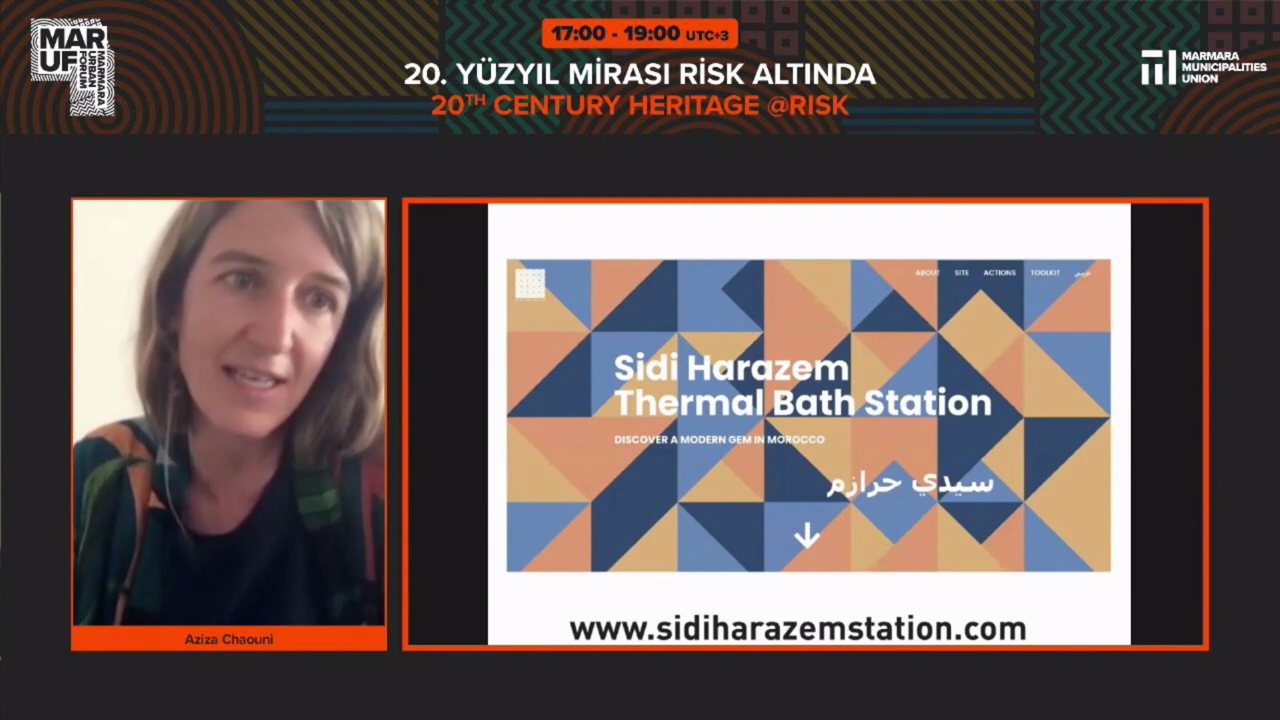 MAR
UF
MARMARA
URBAN
FORUM
17:00 - 19:00 UTC+3
20. YÜZYIL MİRASI RİSK ALTINDA
20TH CENTURY HERITAGE @RISK
MARMARA
MUNICIPALITIES
UNION
Aziza Chaouni
ABOUT SITE ACTIONS TOOLKIT عربي
Sidi Harazem
Thermal Bath Station
DISCOVER A MODERN GEM IN MOROCCO
سيدي حرازم
www.sidiharazemstation.com